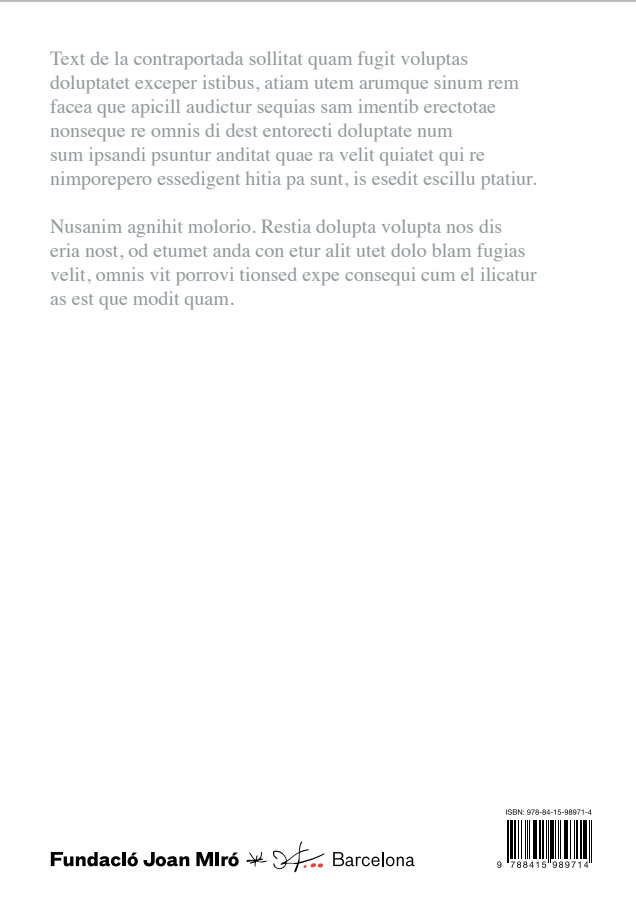 Text de la contraportada sollitat quam fugit voluptas
doluptatet exceper istibus, atiam utem arumque sinum rem
facea que apicill audictur sequias sam imentib erectotae
nonseque re omnis di dest entorecti doluptate num
sum ipsandi psuntur anditat quae ra velit quiatet qui re
nimporepero essedigent hitia pa sunt, is esedit escillu ptatiur.
Nusanim agnihit molorio. Restia dolupta volupta nos dis
eria nost, od etumet anda con etur alit utet dolo blam fugias
velit, omnis vit porrovi tionsed expe consequi cum el ilicatur
as est que modit quam.
ISBN: 978-84-15-98971-4
9 788415 989714
Fundació Joan MIró Barcelona